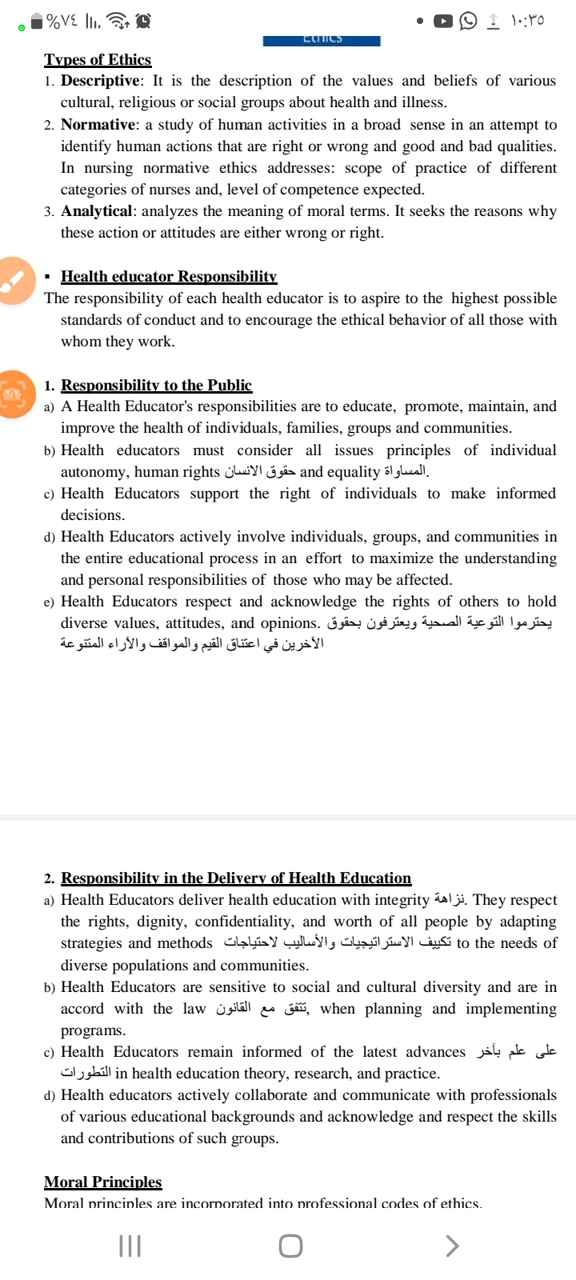 %٧٤
١٠:٣٥
Ethics
Types of Ethics
1. Descriptive: It is the description of the values and beliefs of various
cultural, religious or social groups about health and illness.
2. Normative: a study of human activities in a broad sense in an attempt to
identify human actions that are right or wrong and good and bad qualities.
In nursing normative ethics addresses: scope of practice of different
categories of nurses and, level of competence expected.
3. Analytical: analyzes the meaning of moral terms. It seeks the reasons why
these action or attitudes are either wrong or right.
▪ Health educator Responsibility
The responsibility of each health educator is to aspire to the highest possible
standards of conduct and to encourage the ethical behavior of all those with
whom they work.
1. Responsibility to the Public
a) A Health Educator's responsibilities are to educate, promote, maintain, and
improve the health of individuals, families, groups and communities.
b) Health educators must consider all issues principles of individual
autonomy, human rights حقوق الانسان and equality المساواة.
c) Health Educators support the right of individuals to make informed
decisions.
d) Health Educators actively involve individuals, groups, and communities in
the entire educational process in an effort to maximize the understanding
and personal responsibilities of those who may be affected.
e) Health Educators respect and acknowledge the rights of others to hold
diverse values, attitudes, and opinions. يحترموا التوعية الصحية ويعترفون بحقوق
الآخرين في اعتناق القيم والمواقف والآراء المتنوعة
2. Responsibility in the Delivery of Health Education
a) Health Educators deliver health education with integrity نزاهة. They respect
the rights, dignity, confidentiality, and worth of all people by adapting
strategies and methods تكييف الاستراتيجيات والأساليب لاحتياجات to the needs of
diverse populations and communities.
b) Health Educators are sensitive to social and cultural diversity and are in
accord with the law تتفق مع القانون, when planning and implementing
programs.
c) Health Educators remain informed of the latest advances على علم بآخر
التطورات in health education theory, research, and practice.
d) Health educators actively collaborate and communicate with professionals
of various educational backgrounds and acknowledge and respect the skills
and contributions of such groups.
Moral Principles
Moral principles are incorporated into professional codes of ethics.